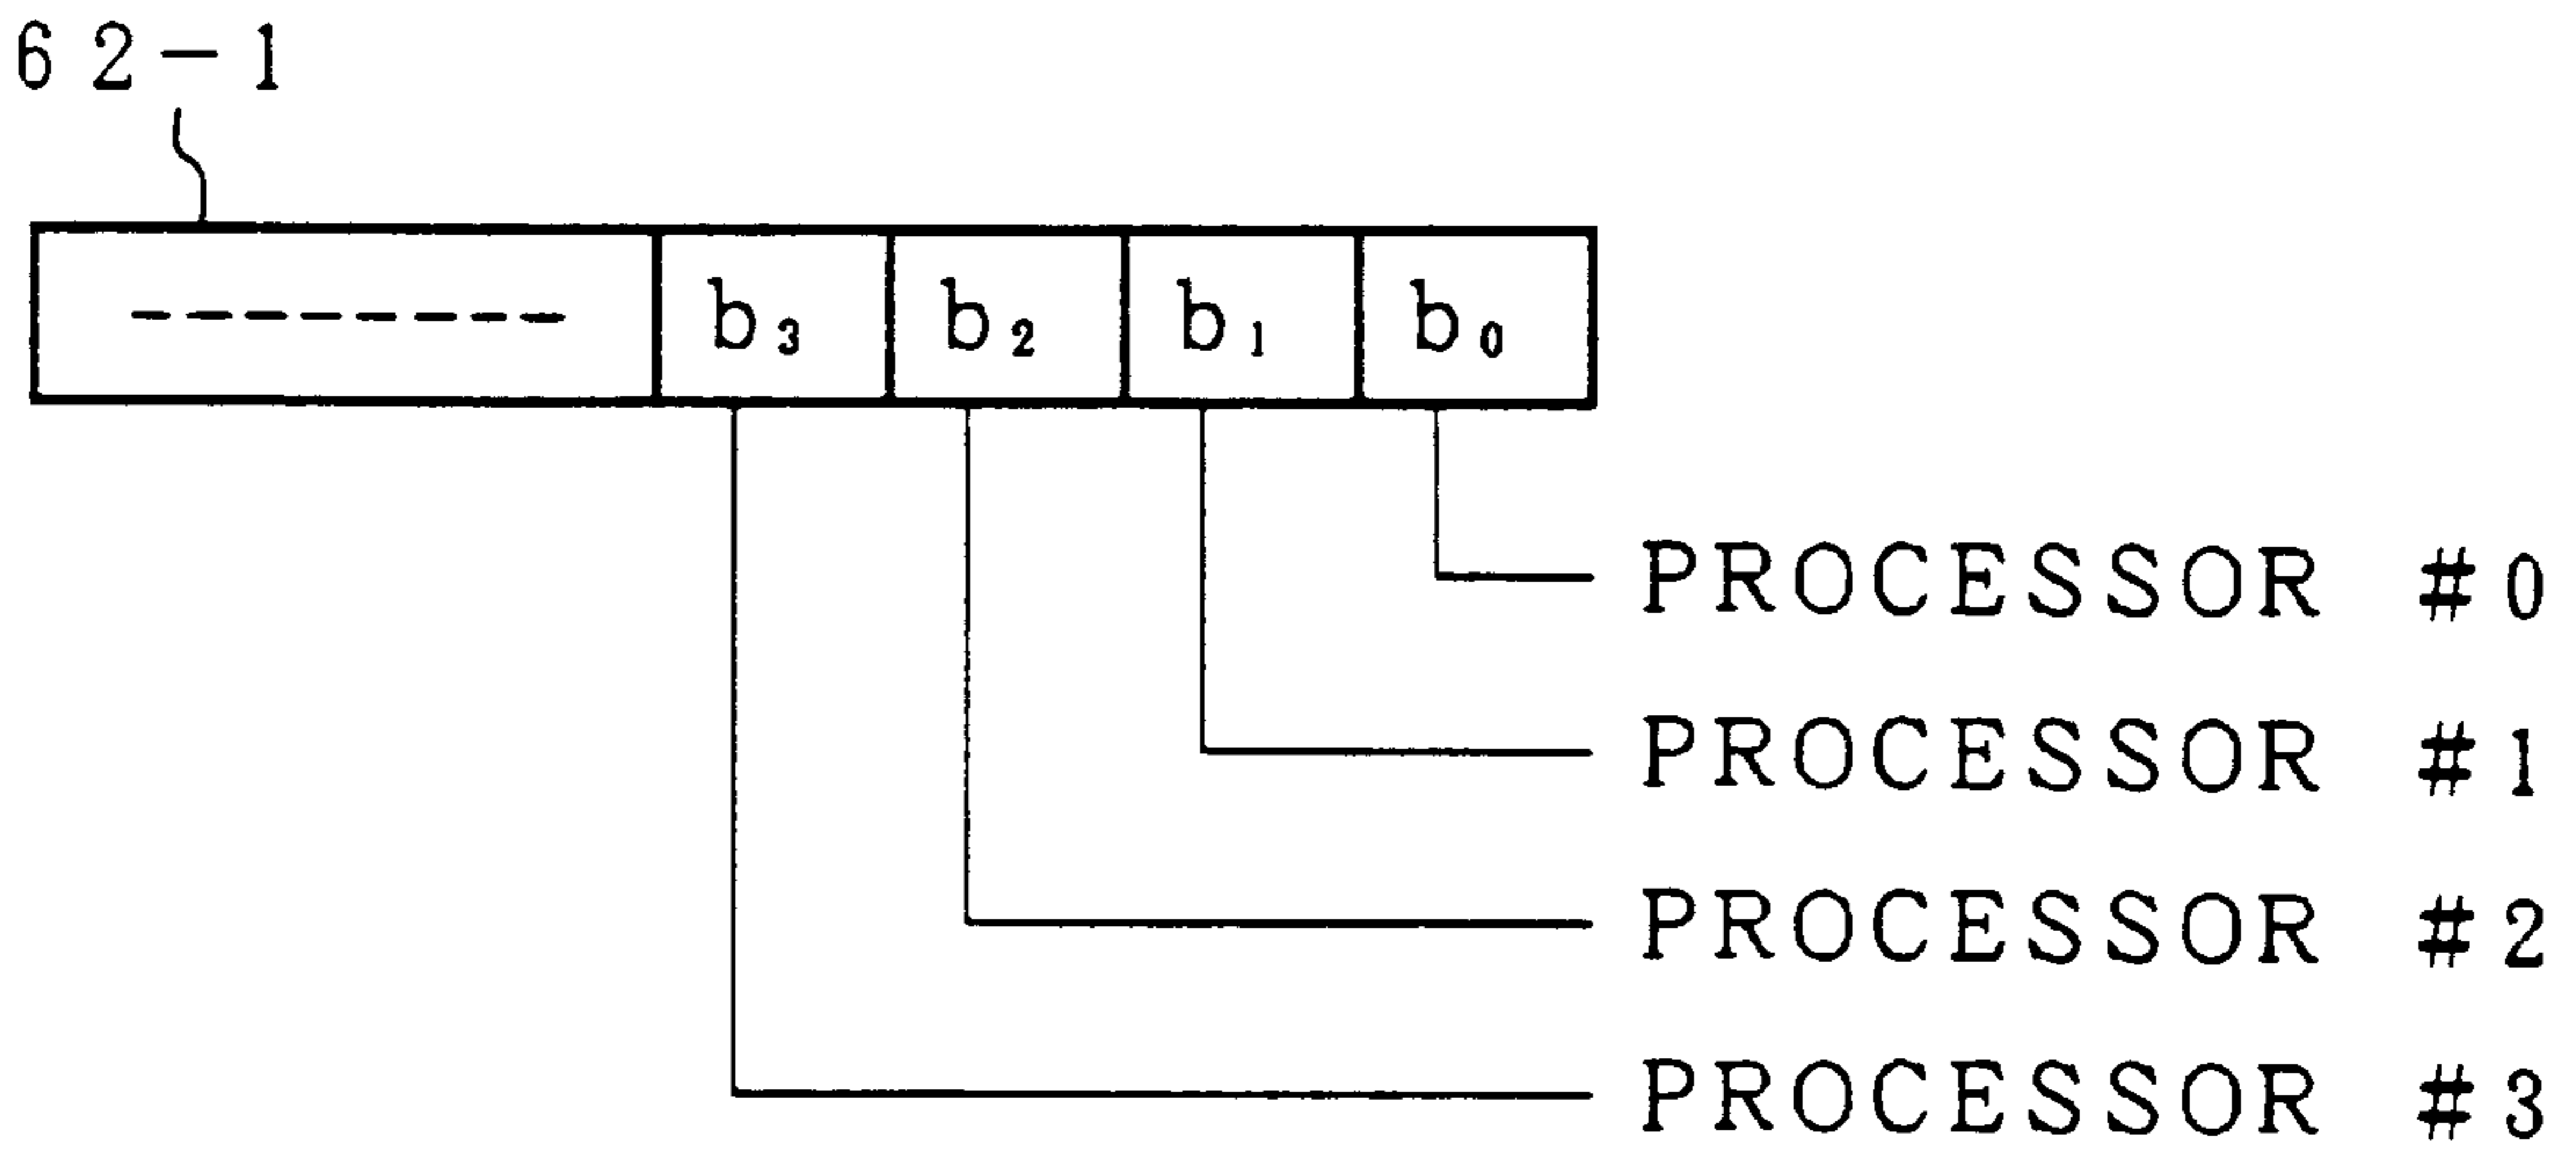 62-1
b₃ b₂ b₁ b₀
PROCESSOR #0
PROCESSOR #1
PROCESSOR #2
PROCESSOR #3